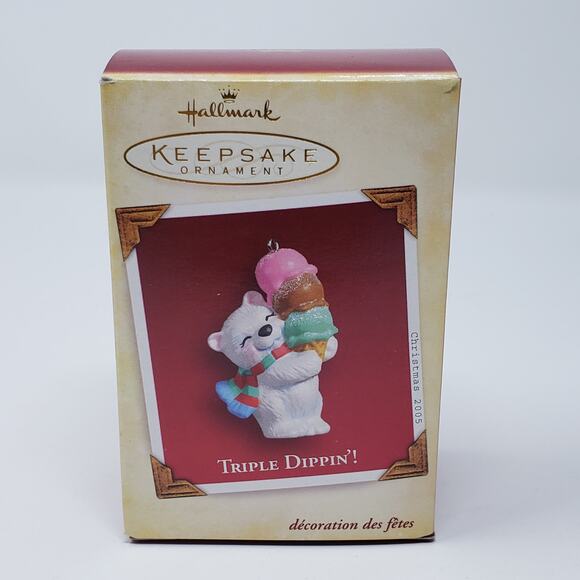 Hallmark
KEEPSAKE
ORNAMENT
Christmas 2005
TRIPLE DIPPIN'!
décoration des fêtes